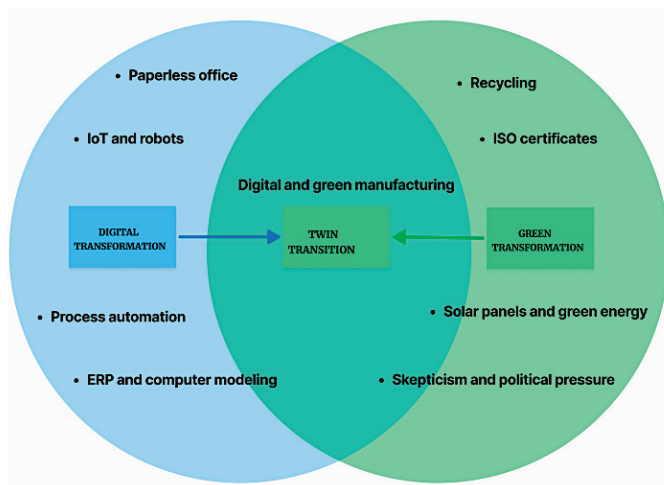 • Paperless office
• Recycling
• IoT and robots
• ISO certificates
Digital and green manufacturing
DIGITAL
TRANSFORMATION
TWIN
TRANSITION
GREEN
TRANSFORMATION
• Process automation
• Solar panels and green energy
• ERP and computer modeling
• Skepticism and political pressure